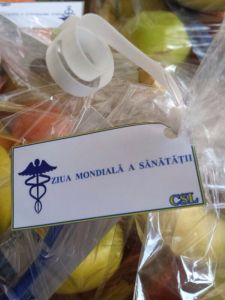 ZIUA MONDIALĂ A SĂNĂTĂȚII
CSL